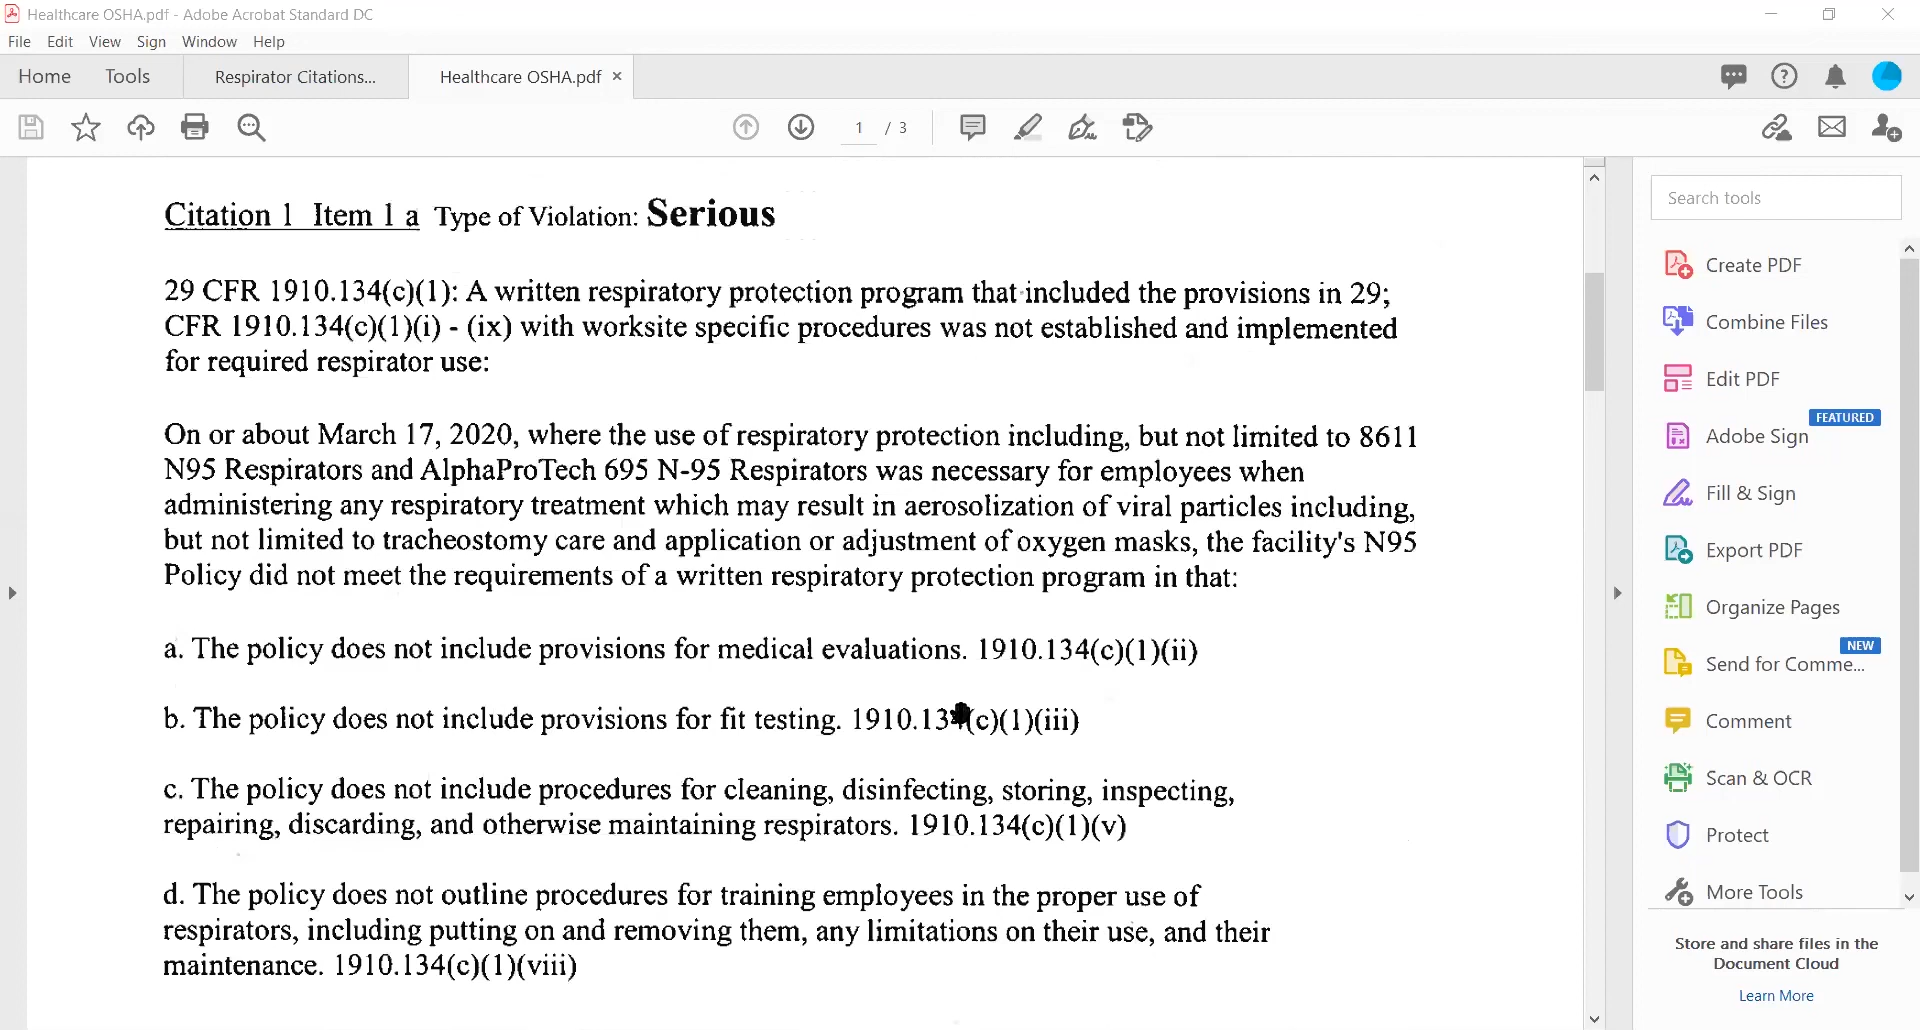 Healthcare OSHA.pdf - Adobe Acrobat Standard DC
File Edit View Sign Window Help
Home Tools Respirator Citations... Healthcare OSHA.pdf ×
1 / 3
Citation 1 Item 1 a Type of Violation: Serious
29 CFR 1910.134(c)(1): A written respiratory protection program that included the provisions in 29;
CFR 1910.134(c)(1)(i) - (ix) with worksite specific procedures was not established and implemented
for required respirator use:
On or about March 17, 2020, where the use of respiratory protection including, but not limited to 8611
N95 Respirators and AlphaProTech 695 N-95 Respirators was necessary for employees when
administering any respiratory treatment which may result in aerosolization of viral particles including,
but not limited to tracheostomy care and application or adjustment of oxygen masks, the facility's N95
Policy did not meet the requirements of a written respiratory protection program in that:
a. The policy does not include provisions for medical evaluations. 1910.134(c)(1)(ii)
b. The policy does not include provisions for fit testing. 1910.134(c)(1)(iii)
c. The policy does not include procedures for cleaning, disinfecting, storing, inspecting,
repairing, discarding, and otherwise maintaining respirators. 1910.134(c)(1)(v)
d. The policy does not outline procedures for training employees in the proper use of
respirators, including putting on and removing them, any limitations on their use, and their
maintenance. 1910.134(c)(1)(viii)
Search tools
Create PDF
Combine Files
Edit PDF
FEATURED
Adobe Sign
Fill & Sign
Export PDF
Organize Pages
NEW
Send for Comme...
Comment
Scan & OCR
Protect
More Tools
Store and share files in the
Document Cloud
Learn More